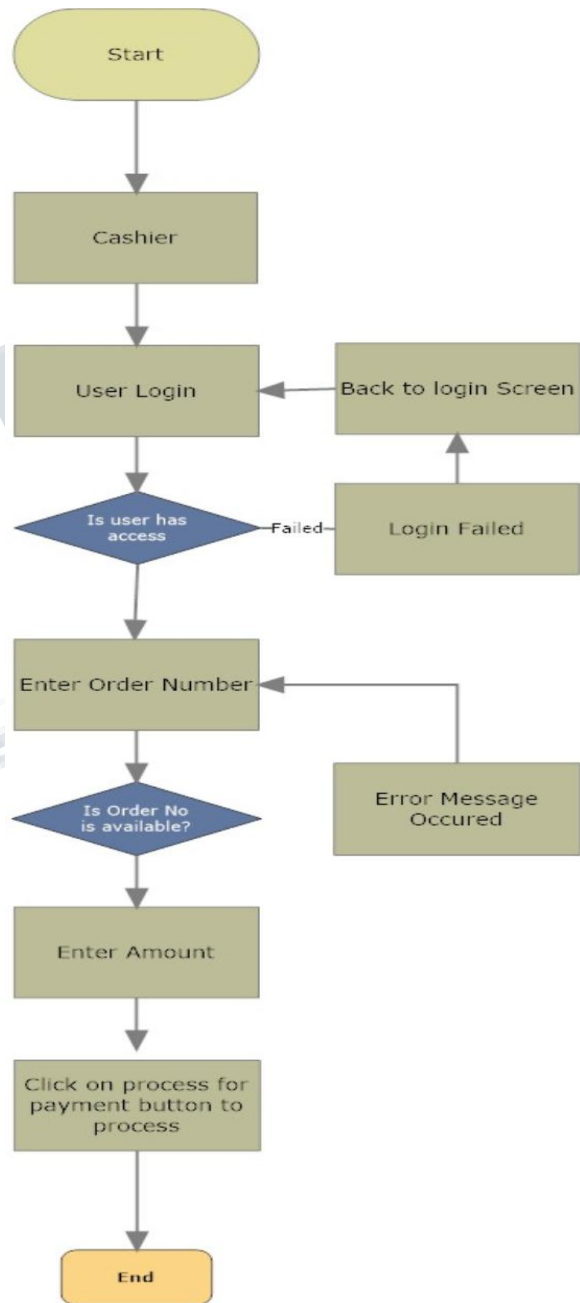 Start
Cashier
User Login
Back to login Screen
Is user has
access
Failed
Login Failed
Enter Order Number
Is Order No
is available?
Error Message
Occured
Enter Amount
Click on process for
payment button to
process
End